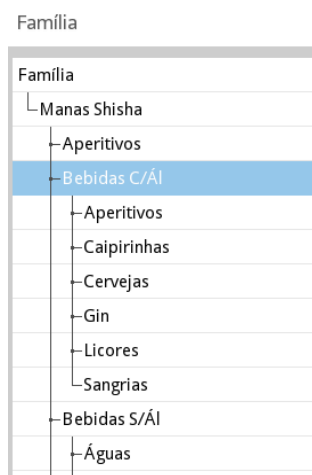 Família
Família
Manas Shisha
Aperitivos
Bebidas C/Ál
Aperitivos
Caipirinhas
Cervejas
Gin
Licores
Sangrias
Bebidas S/Ál
Águas